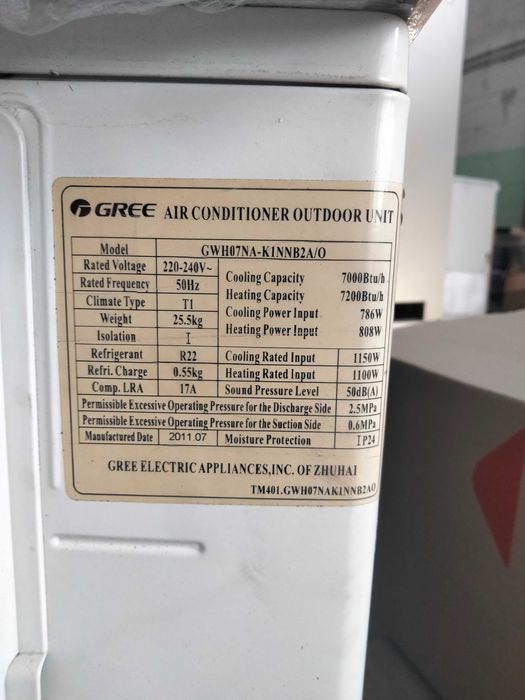 GREE AIR CONDITIONER OUTDOOR UNIT
Model GWH07NA-K1NNB2A/O
Rated Voltage 220-240V~
Rated Frequency 50Hz
Climate Type T1
Weight 25.5kg
Isolation I
Cooling Capacity 7000Btu/h
Heating Capacity 7200Btu/h
Cooling Power Input 786W
Heating Power Input 808W
Refrigerant R22 Cooling Rated Input 1150W
Refri. Charge 0.55kg Heating Rated Input 1100W
Comp. LRA 17A Sound Pressure Level 50dB(A)
Permissible Excessive Operating Pressure for the Discharge Side 2.5MPa
Permissible Excessive Operating Pressure for the Suction Side 0.6MPa
Manufactured Date 2011.07 Moisture Protection IP24
GREE ELECTRIC APPLIANCES,INC. OF ZHUHAI
TM401.GWH07NAK1NNB2AO